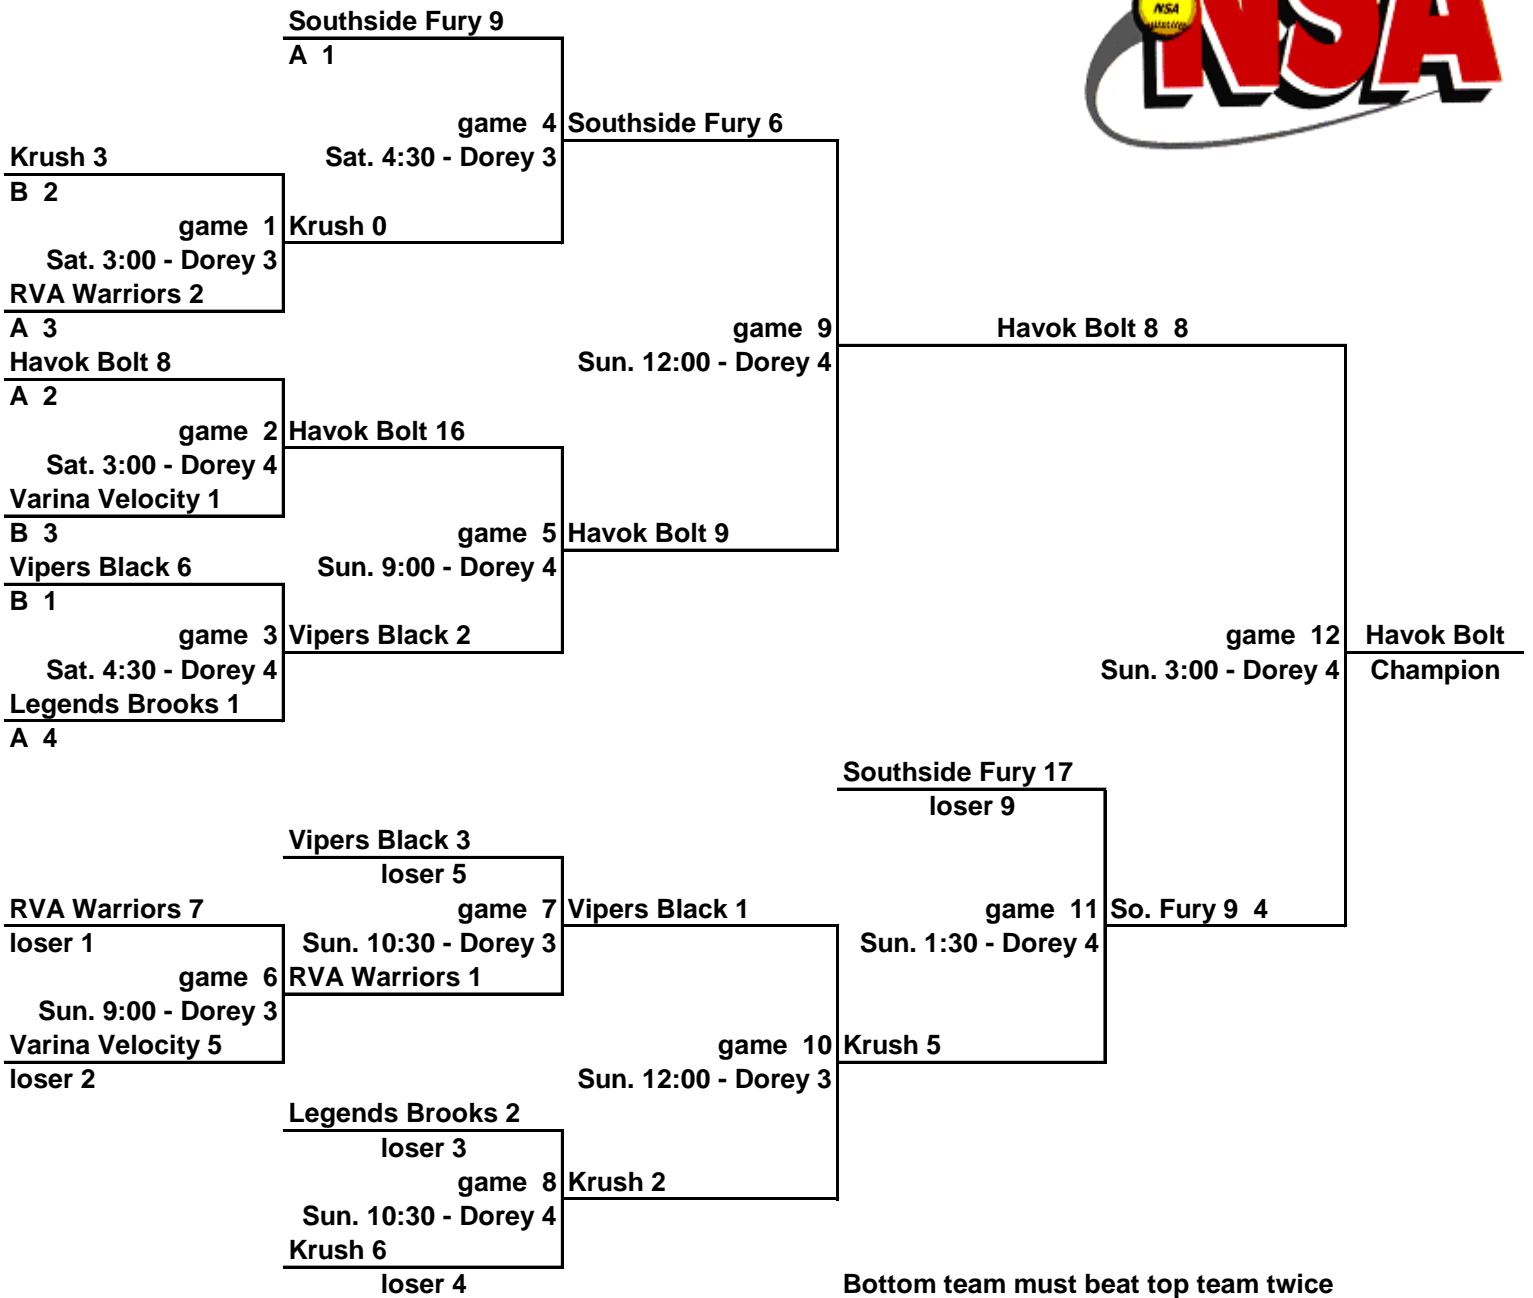 NSA
NSA
Southside Fury 9
A 1
game 4 Southside Fury 6
Krush 3
Sat. 4:30 - Dorey 3
B 2
game 1 Krush 0
Sat. 3:00 - Dorey 3
RVA Warriors 2
A 3
game 9
Havok Bolt 8 8
Havok Bolt 8
Sun. 12:00 - Dorey 4
A 2
game 2 Havok Bolt 16
Sat. 3:00 - Dorey 4
Varina Velocity 1
B 3
game 5 Havok Bolt 9
Vipers Black 6
Sun. 9:00 - Dorey 4
B 1
game 3 Vipers Black 2
game 12 Havok Bolt
Sat. 4:30 - Dorey 4
Sun. 3:00 - Dorey 4 Champion
Legends Brooks 1
A 4
Southside Fury 17
loser 9
Vipers Black 3
loser 5
RVA Warriors 7
game 7 Vipers Black 1
game 11 So. Fury 9 4
loser 1
Sun. 10:30 - Dorey 3
Sun. 1:30 - Dorey 4
game 6 RVA Warriors 1
Sun. 9:00 - Dorey 3
Varina Velocity 5
game 10 Krush 5
loser 2
Sun. 12:00 - Dorey 3
Legends Brooks 2
loser 3
game 8 Krush 2
Sun. 10:30 - Dorey 4
Krush 6
loser 4
Bottom team must beat top team twice